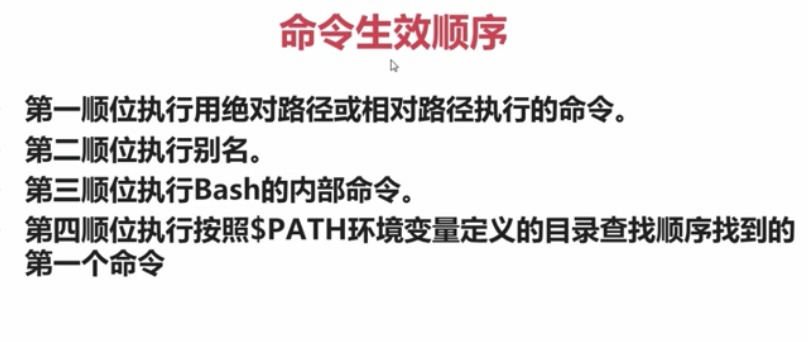 命令生效顺序
第一顺位执行用绝对路径或相对路径执行的命令。
第二顺位执行别名。
第三顺位执行Bash的内部命令。
第四顺位执行按照$PATH环境变量定义的目录查找顺序找到的
第一个命令